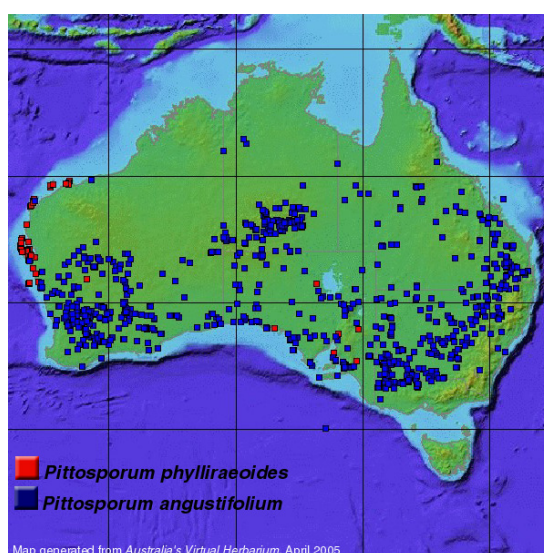 Pittosporum phylliraeoides
Pittosporum angustifolium
Map generated from Australia's Virtual Herbarium, April 2005